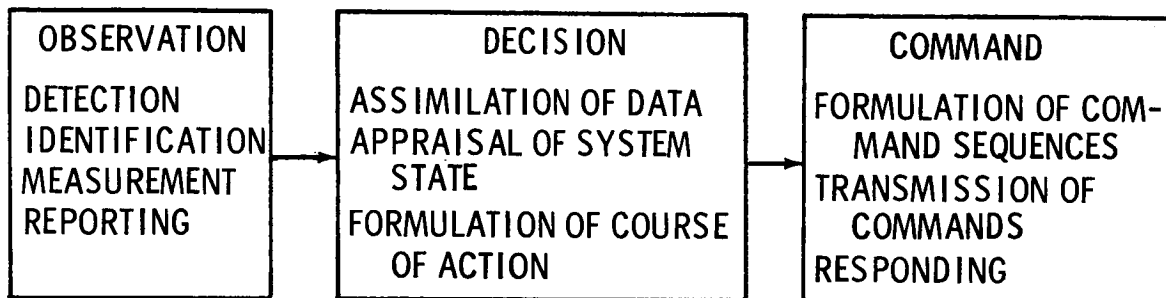 OBSERVATION
DETECTION
IDENTIFICATION
MEASUREMENT
REPORTING
DECISION
ASSIMILATION OF DATA
APPRAISAL OF SYSTEM
STATE
FORMULATION OF COURSE
OF ACTION
COMMAND
FORMULATION OF COM-
MAND SEQUENCES
TRANSMISSION OF
COMMANDS
RESPONDING